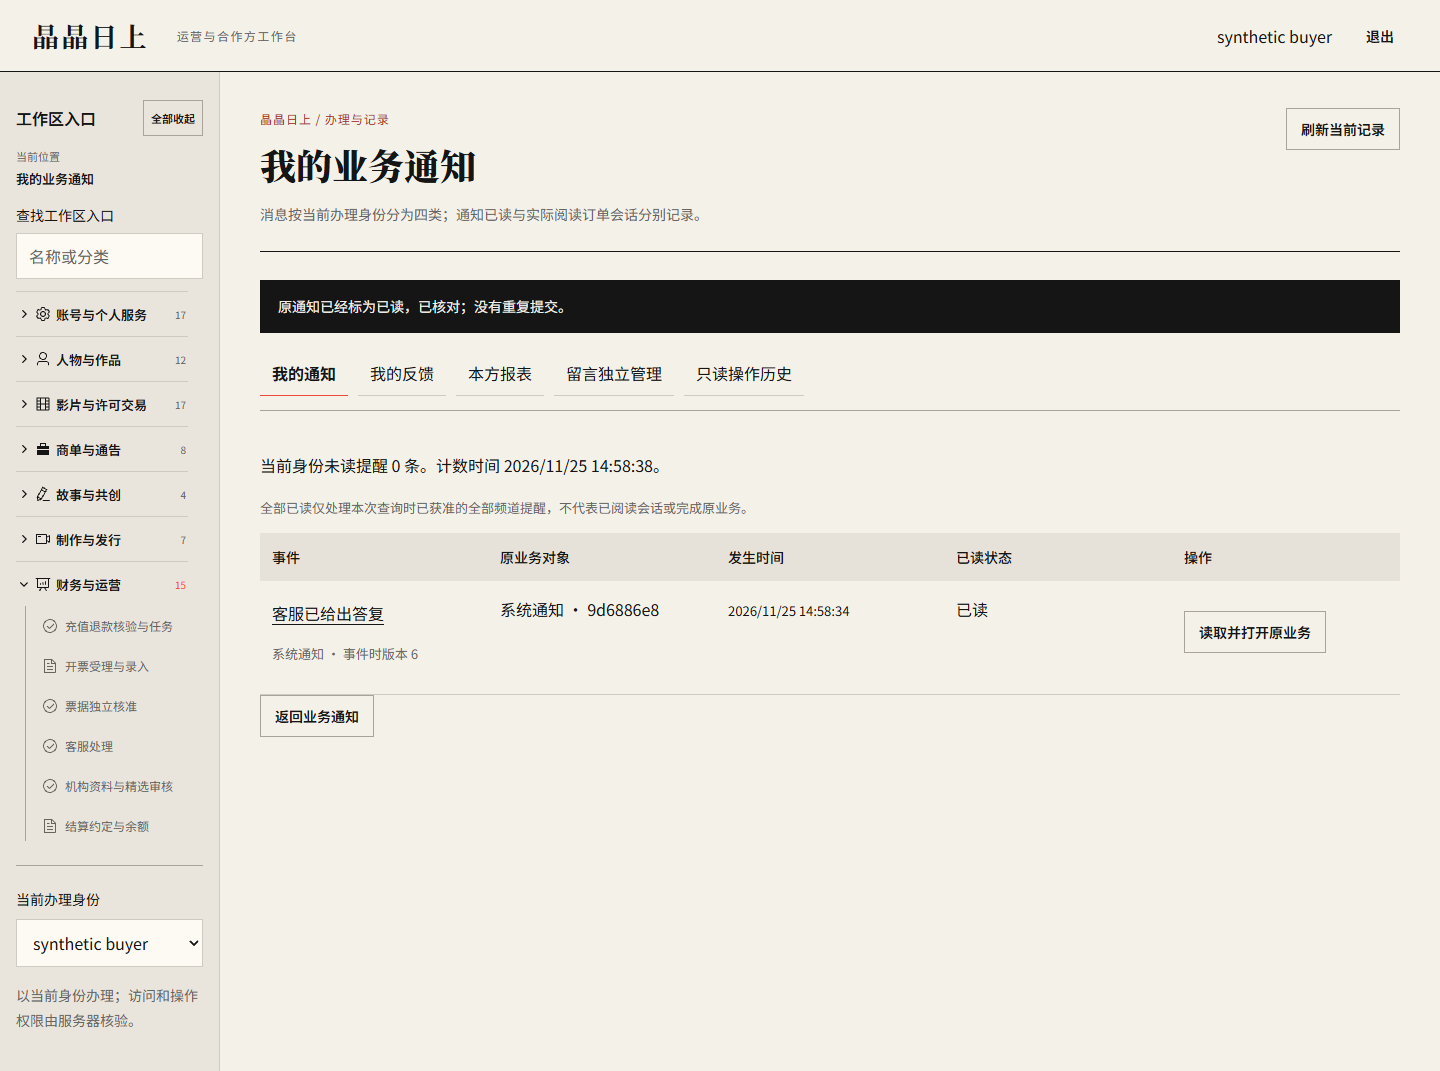 晶晶日上
运营与合作方工作台
synthetic buyer
退出
工作区入口
全部收起
当前位置
我的业务通知
查找工作区入口
名称或分类
账号与个人服务 17
人物与作品 12
影片与许可交易 17
商单与通告 8
故事与共创 4
制作与发行 7
财务与运营 15
充值退款核验与任务
开票受理与录入
票据独立核准
客服处理
机构资料与精选审核
结算约定与余额
当前办理身份
synthetic buyer
以当前身份办理；访问和操作
权限由服务器核验。
晶晶日上 / 办理与记录
我的业务通知
消息按当前办理身份分为四类；通知已读与实际阅读订单会话分别记录。
刷新当前记录
原通知已经标为已读，已核对；没有重复提交。
我的通知 我的反馈 本方报表 留言独立管理 只读操作历史
当前身份未读提醒 0 条。计数时间 2026/11/25 14:58:38。
全部已读仅处理本次查询时已获准的全部频道提醒，不代表已阅读会话或完成原业务。
事件 原业务对象 发生时间 已读状态 操作
客服已给出答复 系统通知 · 9d6886e8 2026/11/25 14:58:34 已读 读取并打开原业务
系统通知 · 事件时版本 6
返回业务通知